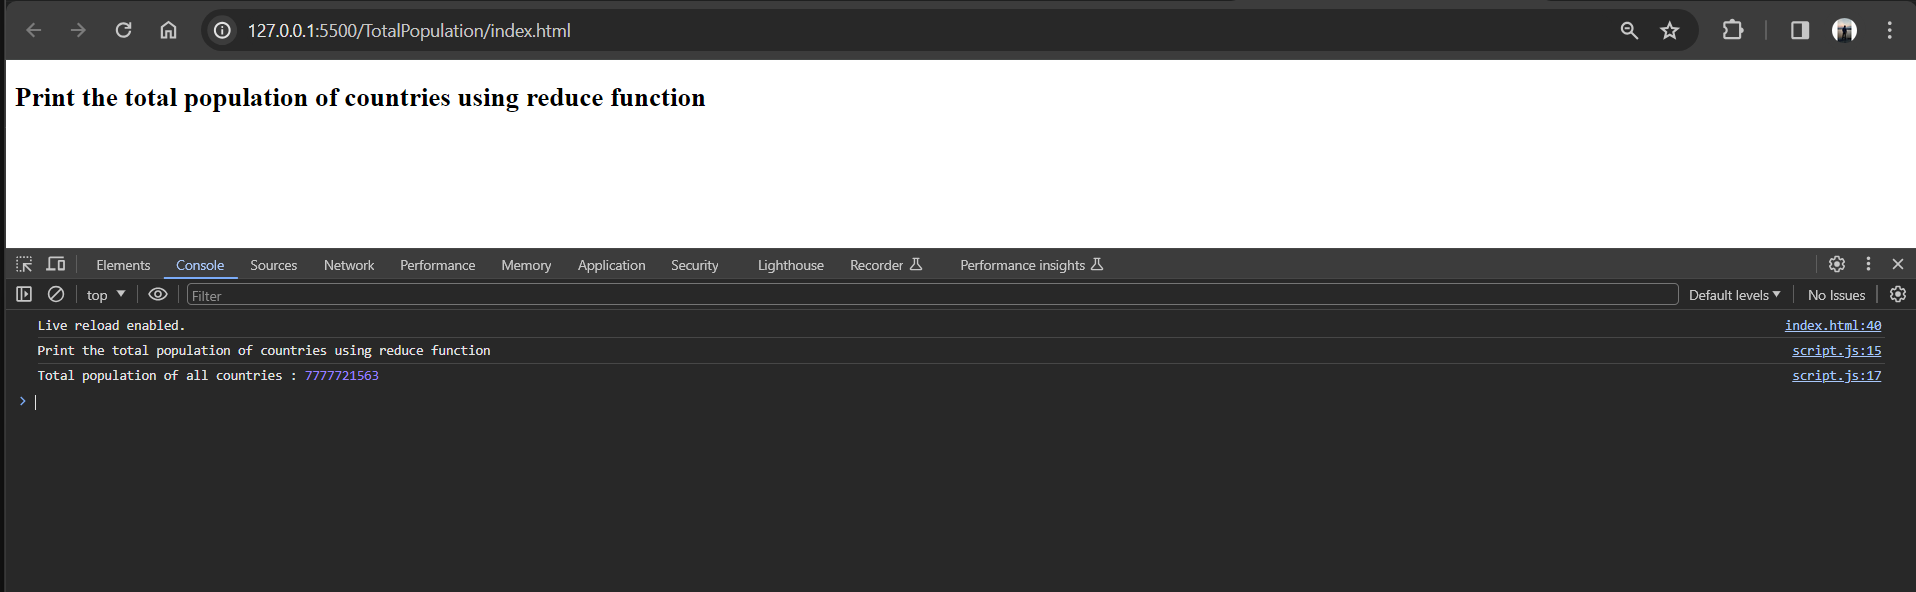 127.0.0.1:5500/TotalPopulation/index.html
Print the total population of countries using reduce function
Elements Console Sources Network Performance Memory Application Security Lighthouse Recorder Performance insights
top Filter Default levels No Issues
Live reload enabled. index.html:40
Print the total population of countries using reduce function script.js:15
Total population of all countries : 7777721563 script.js:17